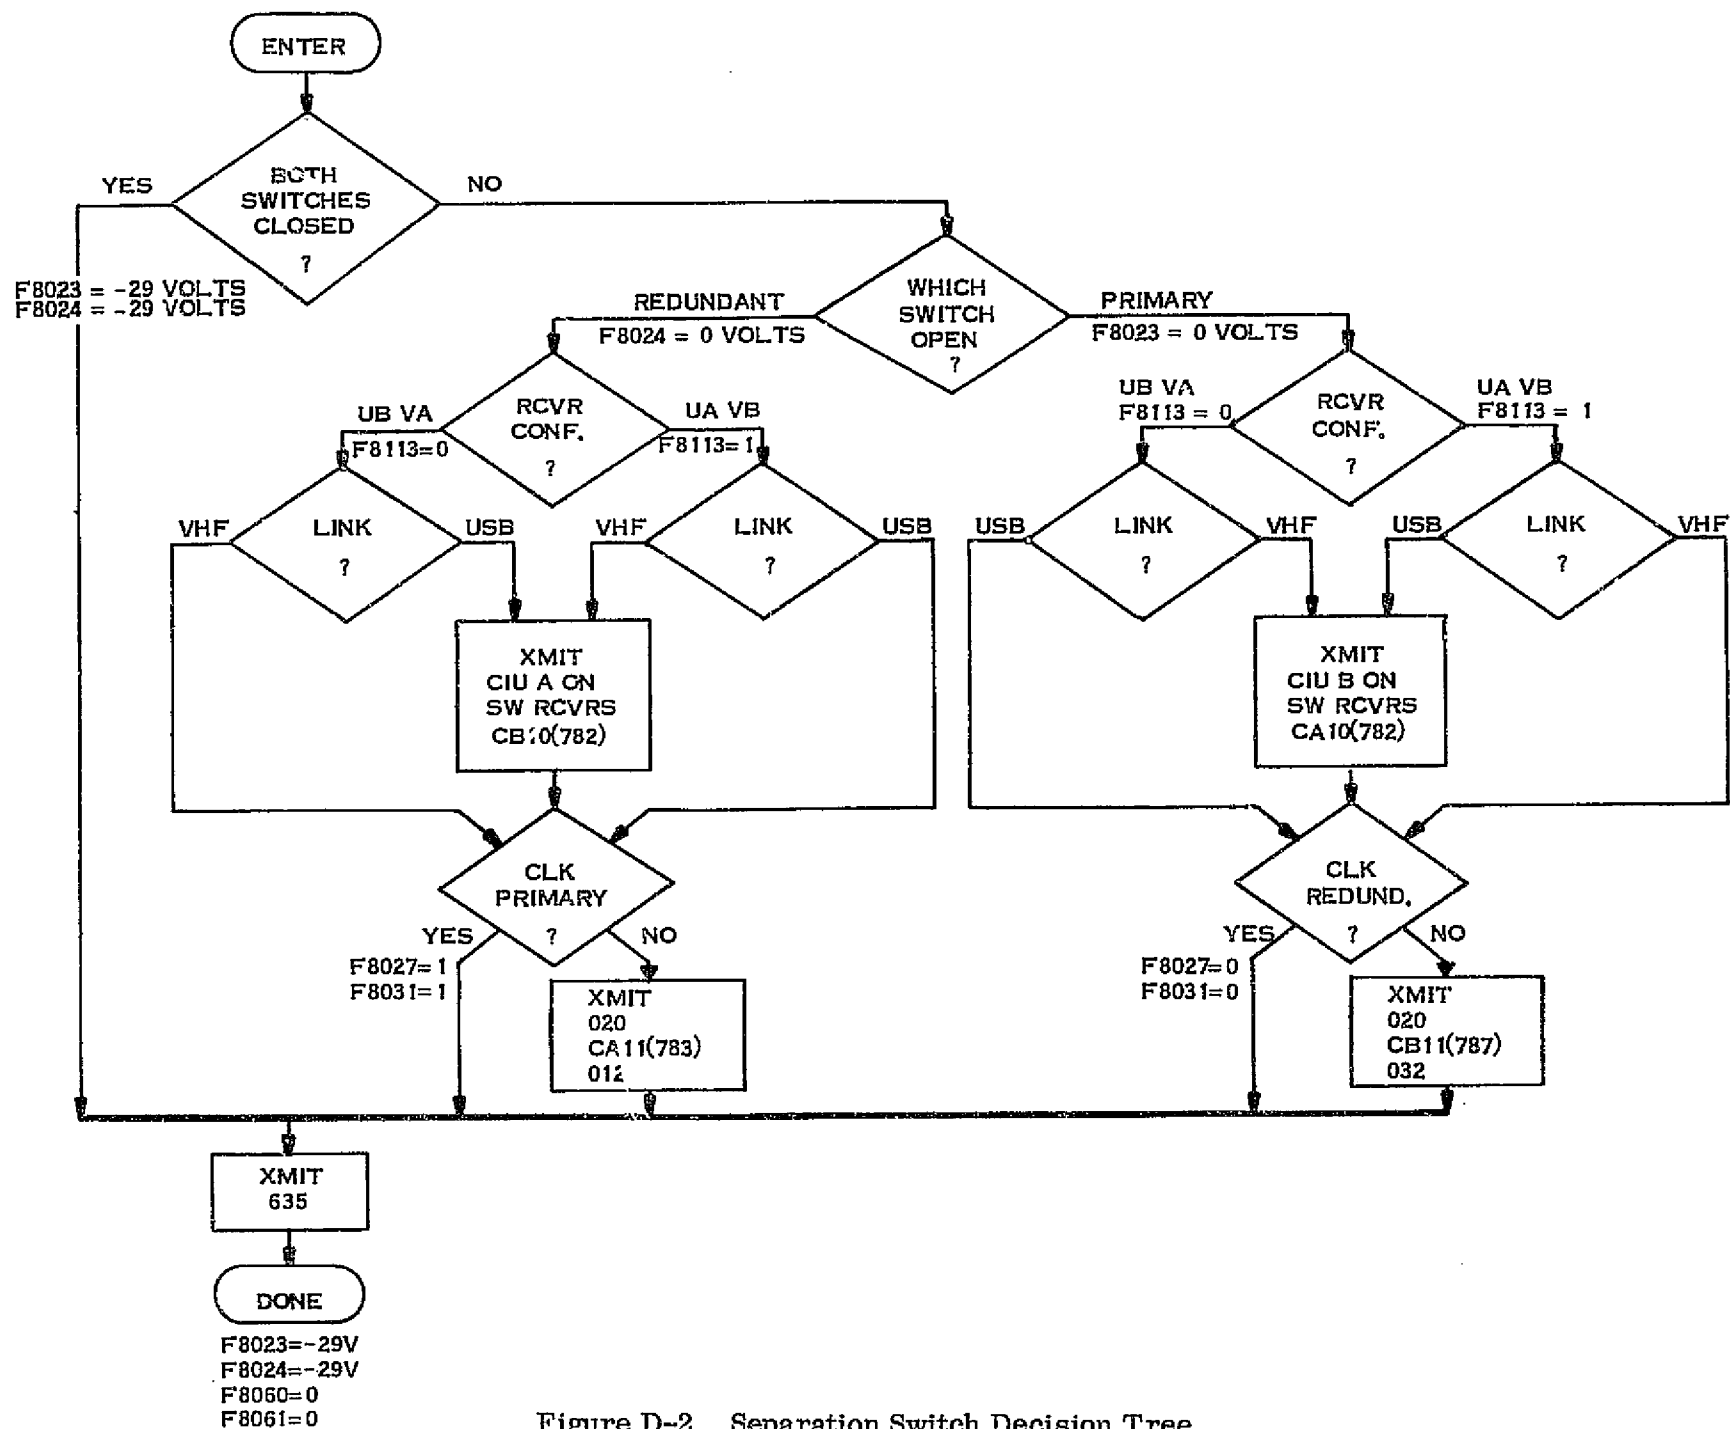 ENTER
BOTH
SWITCHES
CLOSED
?
YES
NO
F8023 = -29 VOLTS
F8024 = -29 VOLTS
WHICH
SWITCH
OPEN
?
REDUNDANT
F8024 = 0 VOLTS
PRIMARY
F8023 = 0 VOLTS
RCVR
CONF.
?
UB VA
F8113=0
UA VB
F8113=1
RCVR
CONF.
?
UB VA
F8113 = 0
UA VB
F8113 = 1
VHF
LINK
?
USB
VHF
LINK
?
USB
USB
LINK
?
VHF
USB
LINK
?
VHF
XMIT
CIU A ON
SW RCVRS
CB10(782)
XMIT
CIU B ON
SW RCVRS
CA10(782)
CLK
PRIMARY
?
YES
NO
F8027=1
F8031=1
XMIT
020
CA11(783)
012
CLK
REDUND.
?
YES
NO
F8027=0
F8031=0
XMIT
020
CB11(787)
032
XMIT
635
DONE
F8023=-29V
F8024=-29V
F8060=0
F8061=0
Figure D-2. Separation Switch Decision Tree